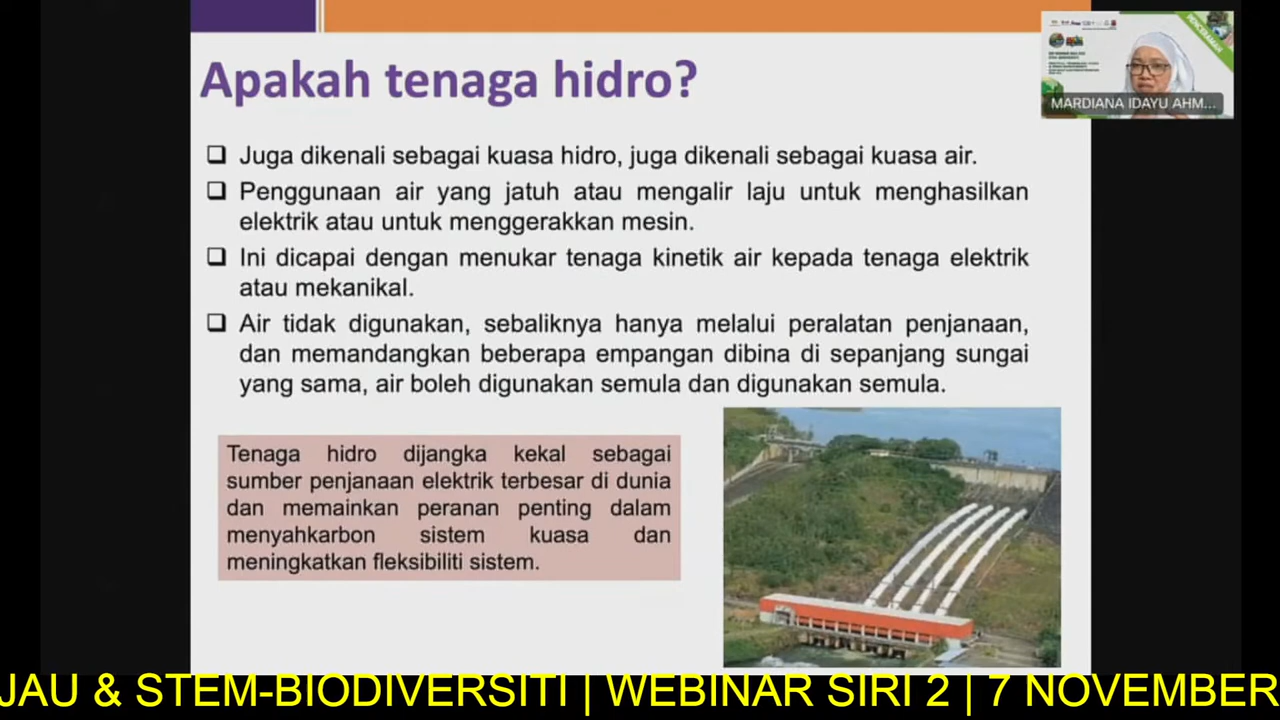 Apakah tenaga hidro?
PENCERAMAH
MARDIANA IDAYU AHM...
Juga dikenali sebagai kuasa hidro, juga dikenali sebagai kuasa air.
Penggunaan air yang jatuh atau mengalir laju untuk menghasilkan
elektrik atau untuk menggerakkan mesin.
Ini dicapai dengan menukar tenaga kinetik air kepada tenaga elektrik
atau mekanikal.
Air tidak digunakan, sebaliknya hanya melalui peralatan penjanaan,
dan memandangkan beberapa empangan dibina di sepanjang sungai
yang sama, air boleh digunakan semula dan digunakan semula.
Tenaga hidro dijangka kekal sebagai
sumber penjanaan elektrik terbesar di dunia
dan memainkan peranan penting dalam
menyahkarbon sistem kuasa dan
meningkatkan fleksibiliti sistem.
JAU & STEM-BIODIVERSITI | WEBINAR SIRI 2 | 7 NOVEMBER